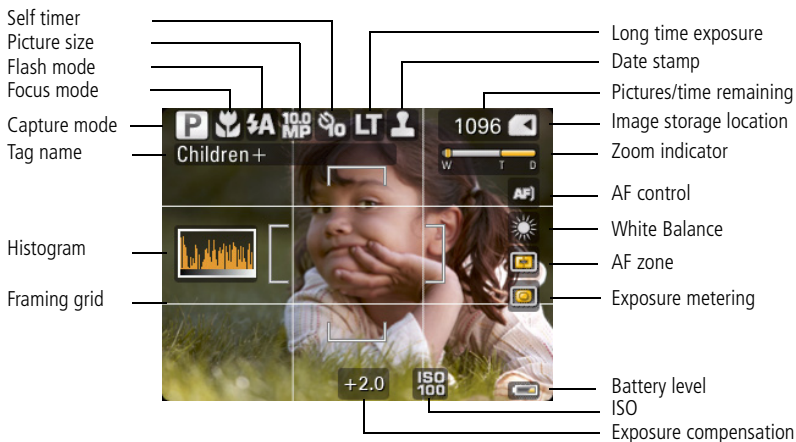 Self timer
Picture size
Flash mode
Focus mode
Capture mode
Tag name
Histogram
Framing grid
Long time exposure
Date stamp
Pictures/time remaining
Image storage location
Zoom indicator
AF control
White Balance
AF zone
Exposure metering
Battery level
ISO
Exposure compensation
P
A
10.0
MP
10
LT
1096
Children+
W T D
AF
+2.0
ISO
100